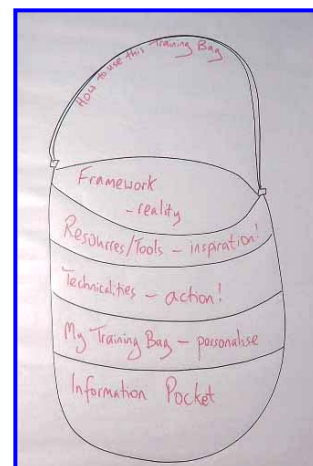 How to use this Training Bag
Framework
- reality
Resources/Tools - inspiration!
Technicalities - action!
My Training Bag - personalise
Information Pocket